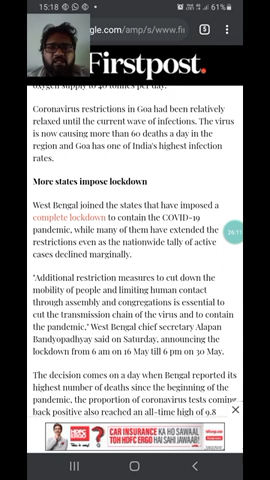 15:18
61%
gle.com/amp/s/www.fi
5
Firstpost.
oxygen supply to 40 tonnes per day.
Coronavirus restrictions in Goa had been relatively
relaxed until the current wave of infections. The virus
is now causing more than 60 deaths a day in the
region and Goa has one of India's highest infection
rates.
More states impose lockdown
West Bengal joined the states that have imposed a
complete lockdown to contain the COVID-19
26:11
pandemic, while many of them have extended the
restrictions even as the nationwide tally of active
cases declined marginally.
"Additional restriction measures to cut down the
mobility of people and limiting human contact
through assembly and congregations is essential to
cut the transmission chain of the virus and to contain
the pandemic," West Bengal chief secretary Alapan
Bandyopadhyay said on Saturday, announcing the
lockdown from 6 am on 16 May till 6 pm on 30 May.
The decision comes on a day when Bengal reported its
highest number of deaths since the beginning of the
pandemic, the proportion of coronavirus tests coming
back positive also reached an all-time high of 9.8
CAR INSURANCE KA HO SAWAAL
TOH HDFC ERGO HAI SAHI JAWAAB!